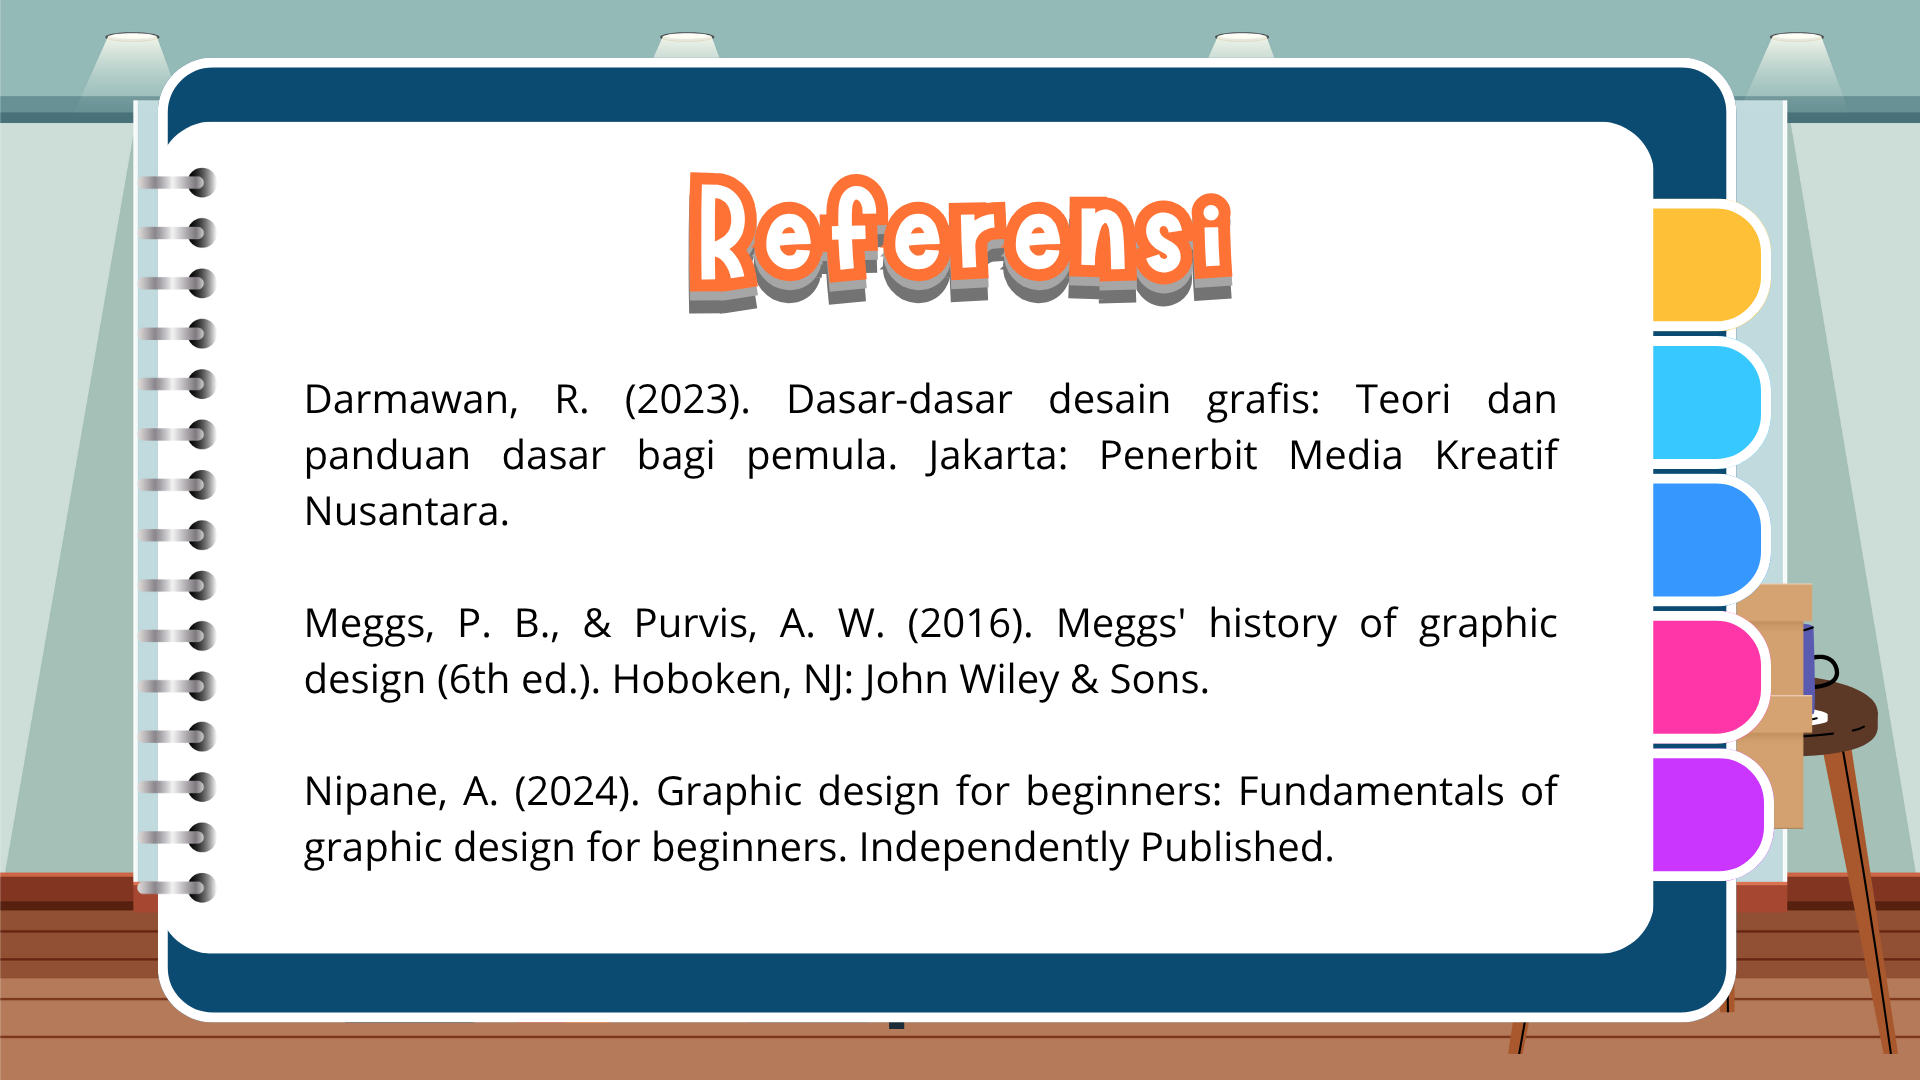 Referensi
Darmawan, R. (2023). Dasar-dasar desain grafis: Teori dan
panduan dasar bagi pemula. Jakarta: Penerbit Media Kreatif
Nusantara.
Meggs, P. B., & Purvis, A. W. (2016). Meggs' history of graphic
design (6th ed.). Hoboken, NJ: John Wiley & Sons.
Nipane, A. (2024). Graphic design for beginners: Fundamentals of
graphic design for beginners. Independently Published.